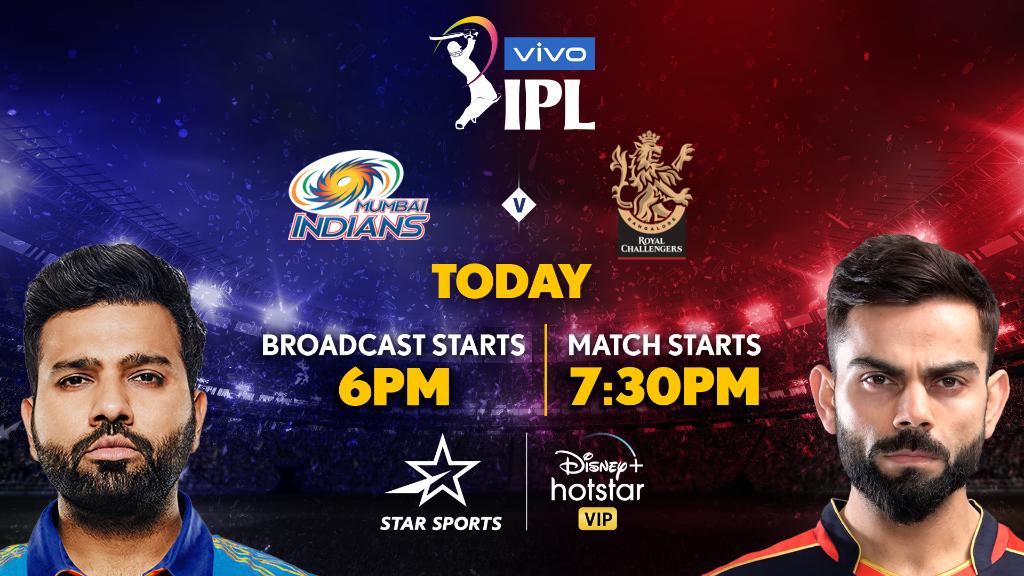 vivo
IPL
MUMBAI
INDIANS
V
BANGALORE
ROYAL
CHALLENGERS
TODAY
BROADCAST STARTS
6PM
MATCH STARTS
7:30PM
STAR SPORTS
Disney+
hotstar
VIP